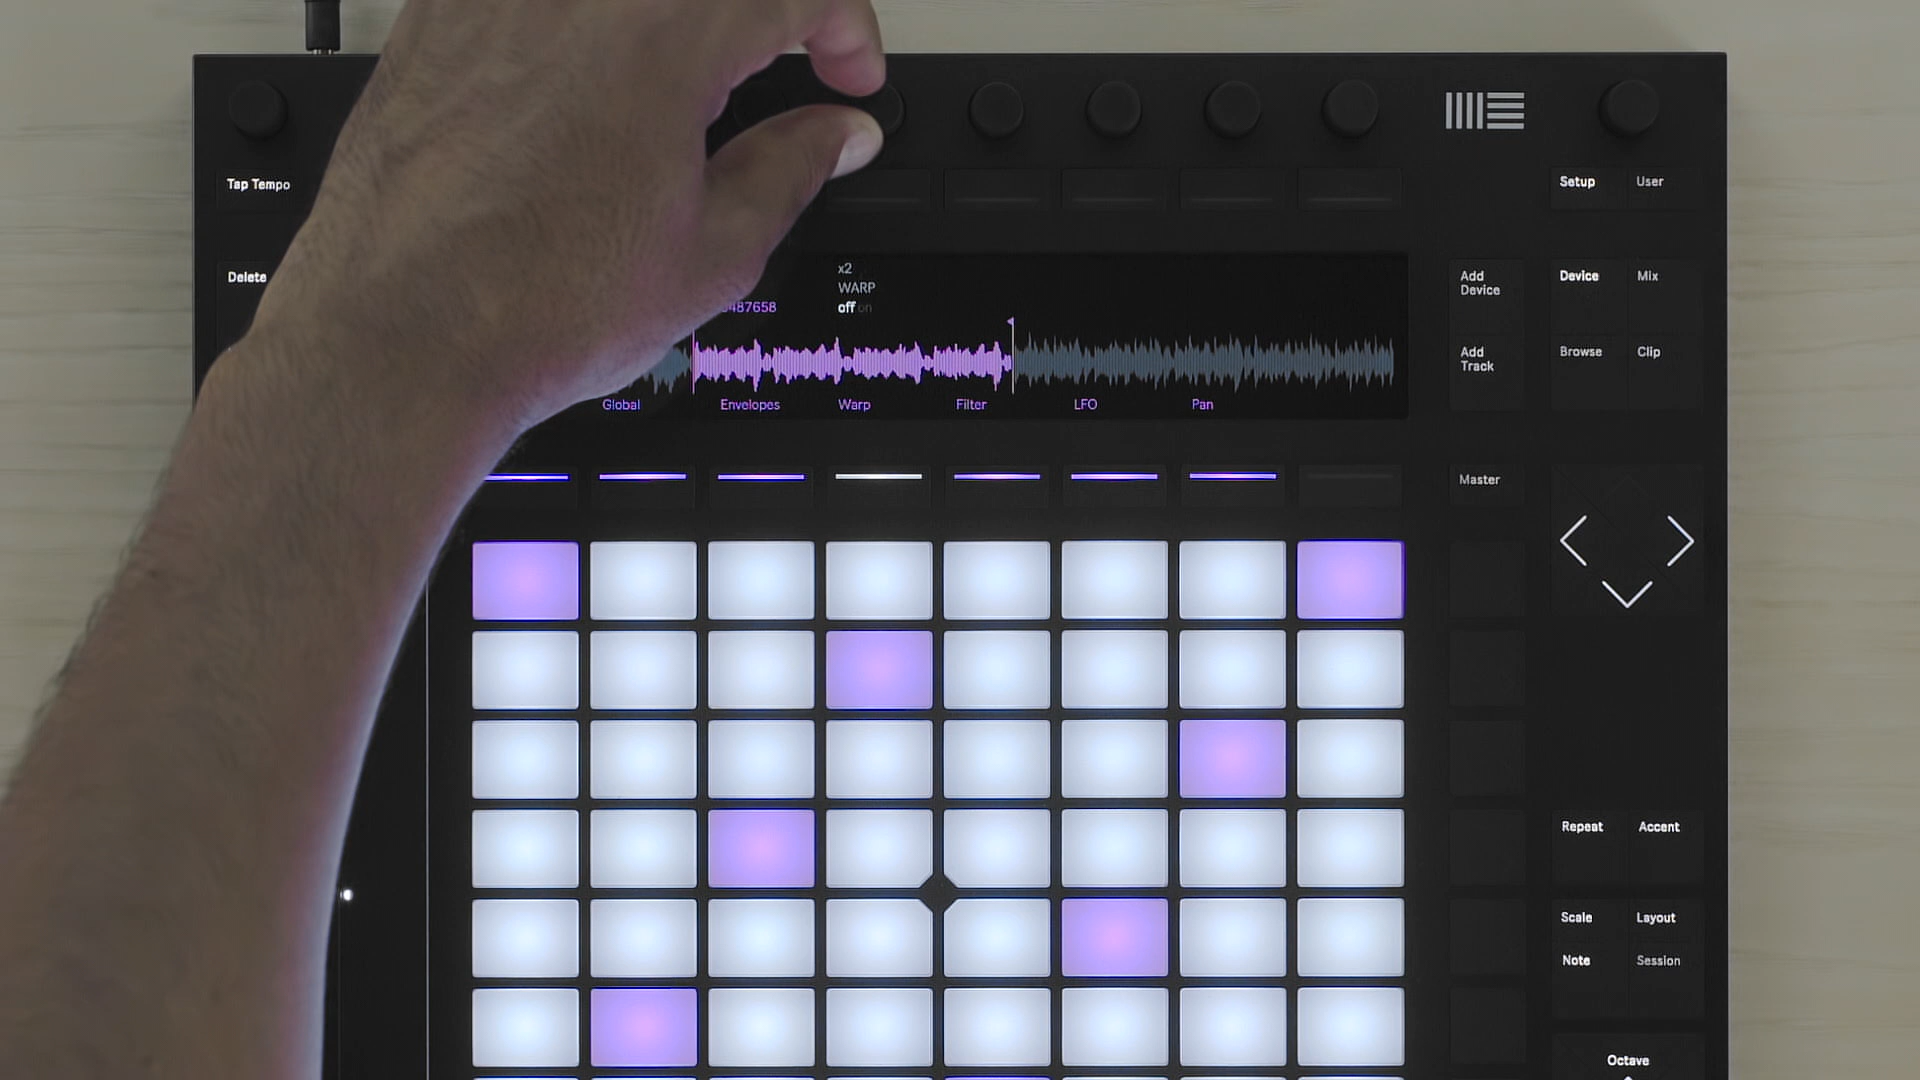 Tap Tempo
Setup User
Delete
x2
WARP
487658
off on
Add
Device
Device Mix
Add
Track
Browse Clip
Global Envelopes Warp Filter LFO Pan
Master
Repeat Accent
Scale Layout
Note Session
Octave